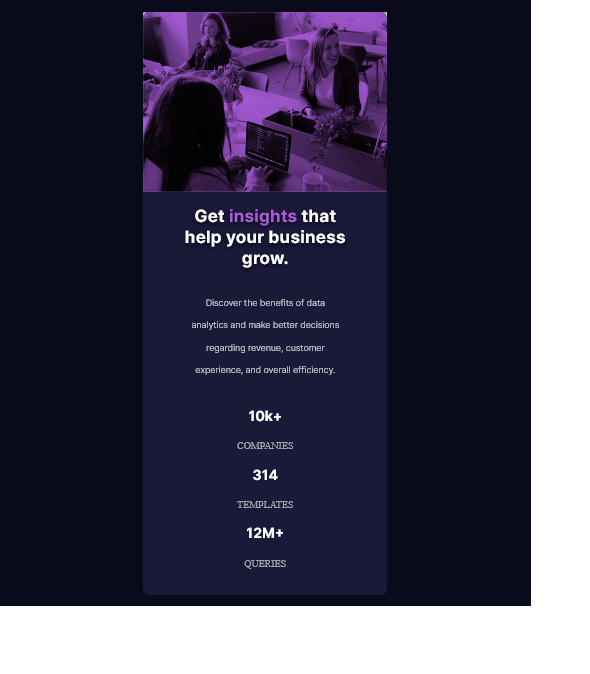 Get insights that
help your business
grow.
Discover the benefits of data
analytics and make better decisions
regarding revenue, customer
experience, and overall efficiency.
10k+
COMPANIES
314
TEMPLATES
12M+
QUERIES